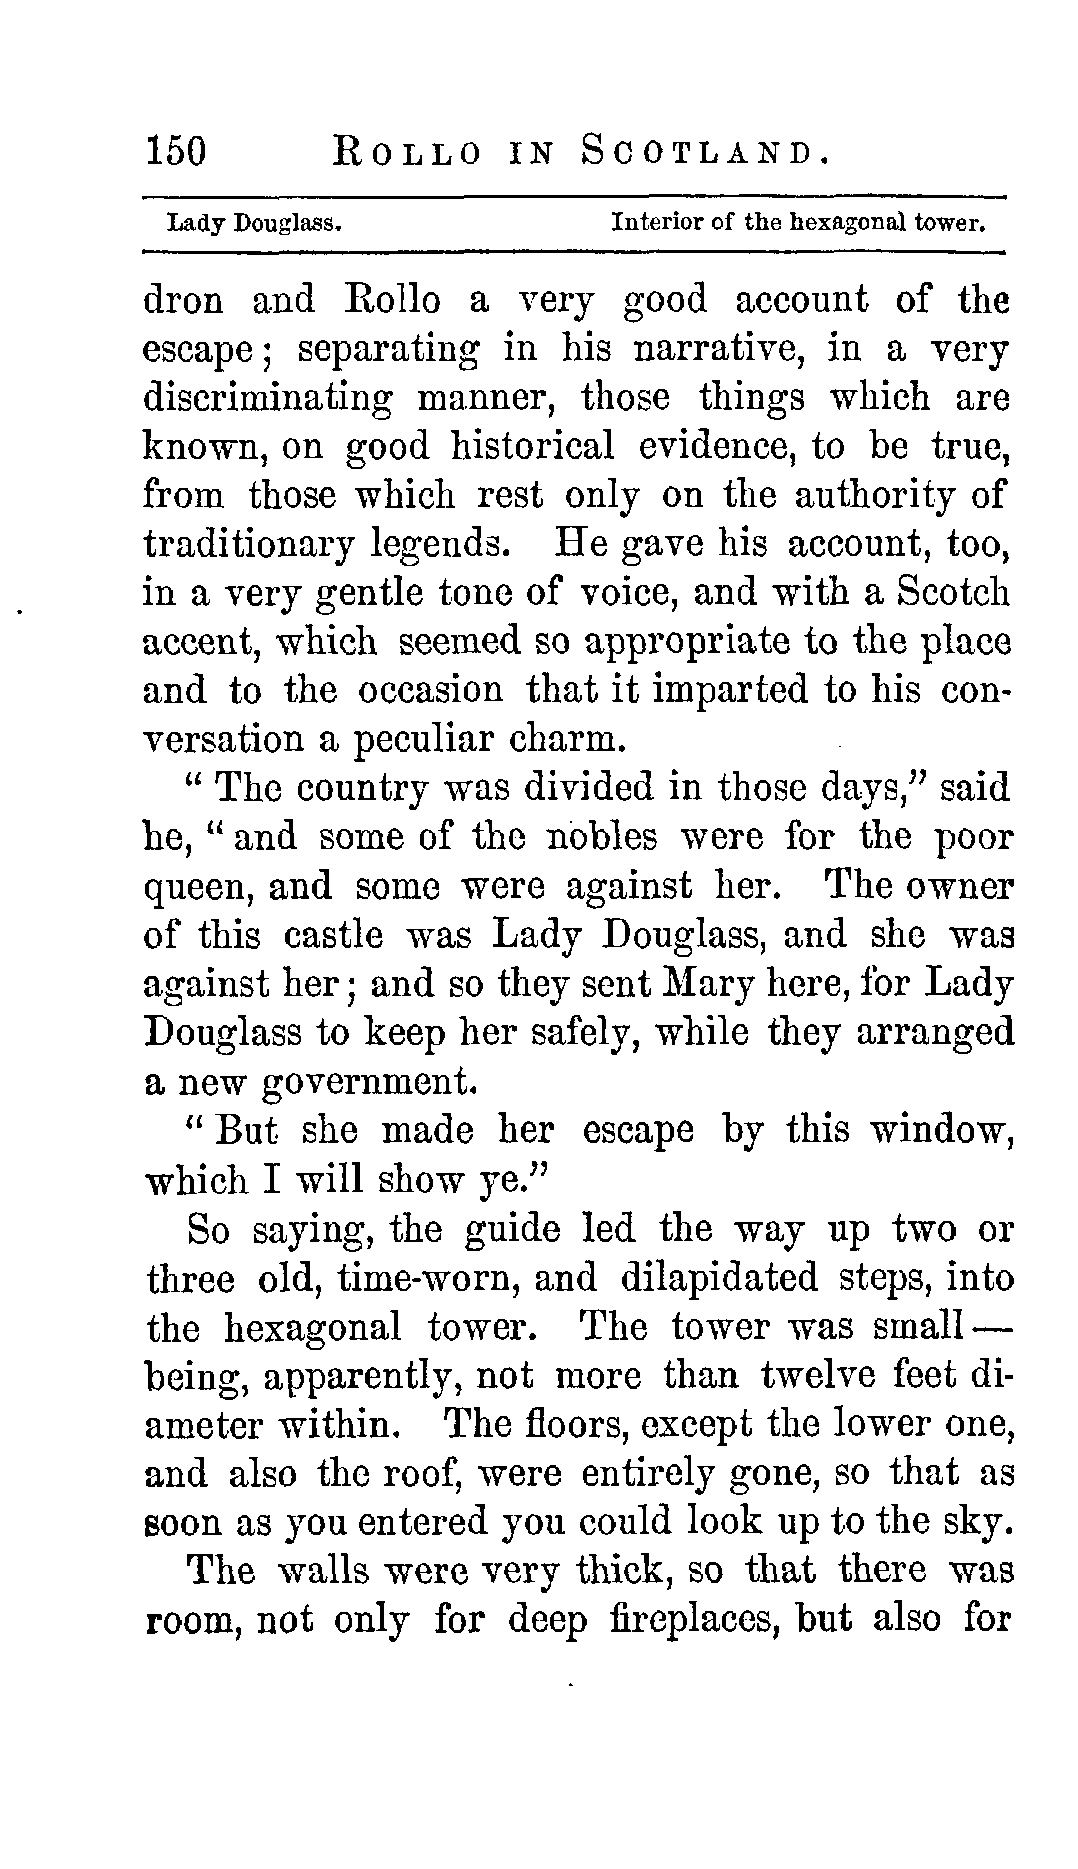 150 ROLLO IN SCOTLAND.
Lady Douglass. Interior of the hexagonal tower.
dron and Rollo a very good account of the
escape; separating in his narrative, in a very
discriminating manner, those things which are
known, on good historical evidence, to be true,
from those which rest only on the authority of
traditionary legends. He gave his account, too,
in a very gentle tone of voice, and with a Scotch
accent, which seemed so appropriate to the place
and to the occasion that it imparted to his con-
versation a peculiar charm.
“ The country was divided in those days,” said
he, “ and some of the nobles were for the poor
queen, and some were against her. The owner
of this castle was Lady Douglass, and she was
against her; and so they sent Mary here, for Lady
Douglass to keep her safely, while they arranged
a new government.
“ But she made her escape by this window,
which I will show ye.”
So saying, the guide led the way up two or
three old, time-worn, and dilapidated steps, into
the hexagonal tower. The tower was small —
being, apparently, not more than twelve feet di-
ameter within. The floors, except the lower one,
and also the roof, were entirely gone, so that as
soon as you entered you could look up to the sky.
The walls were very thick, so that there was
room, not only for deep fireplaces, but also for